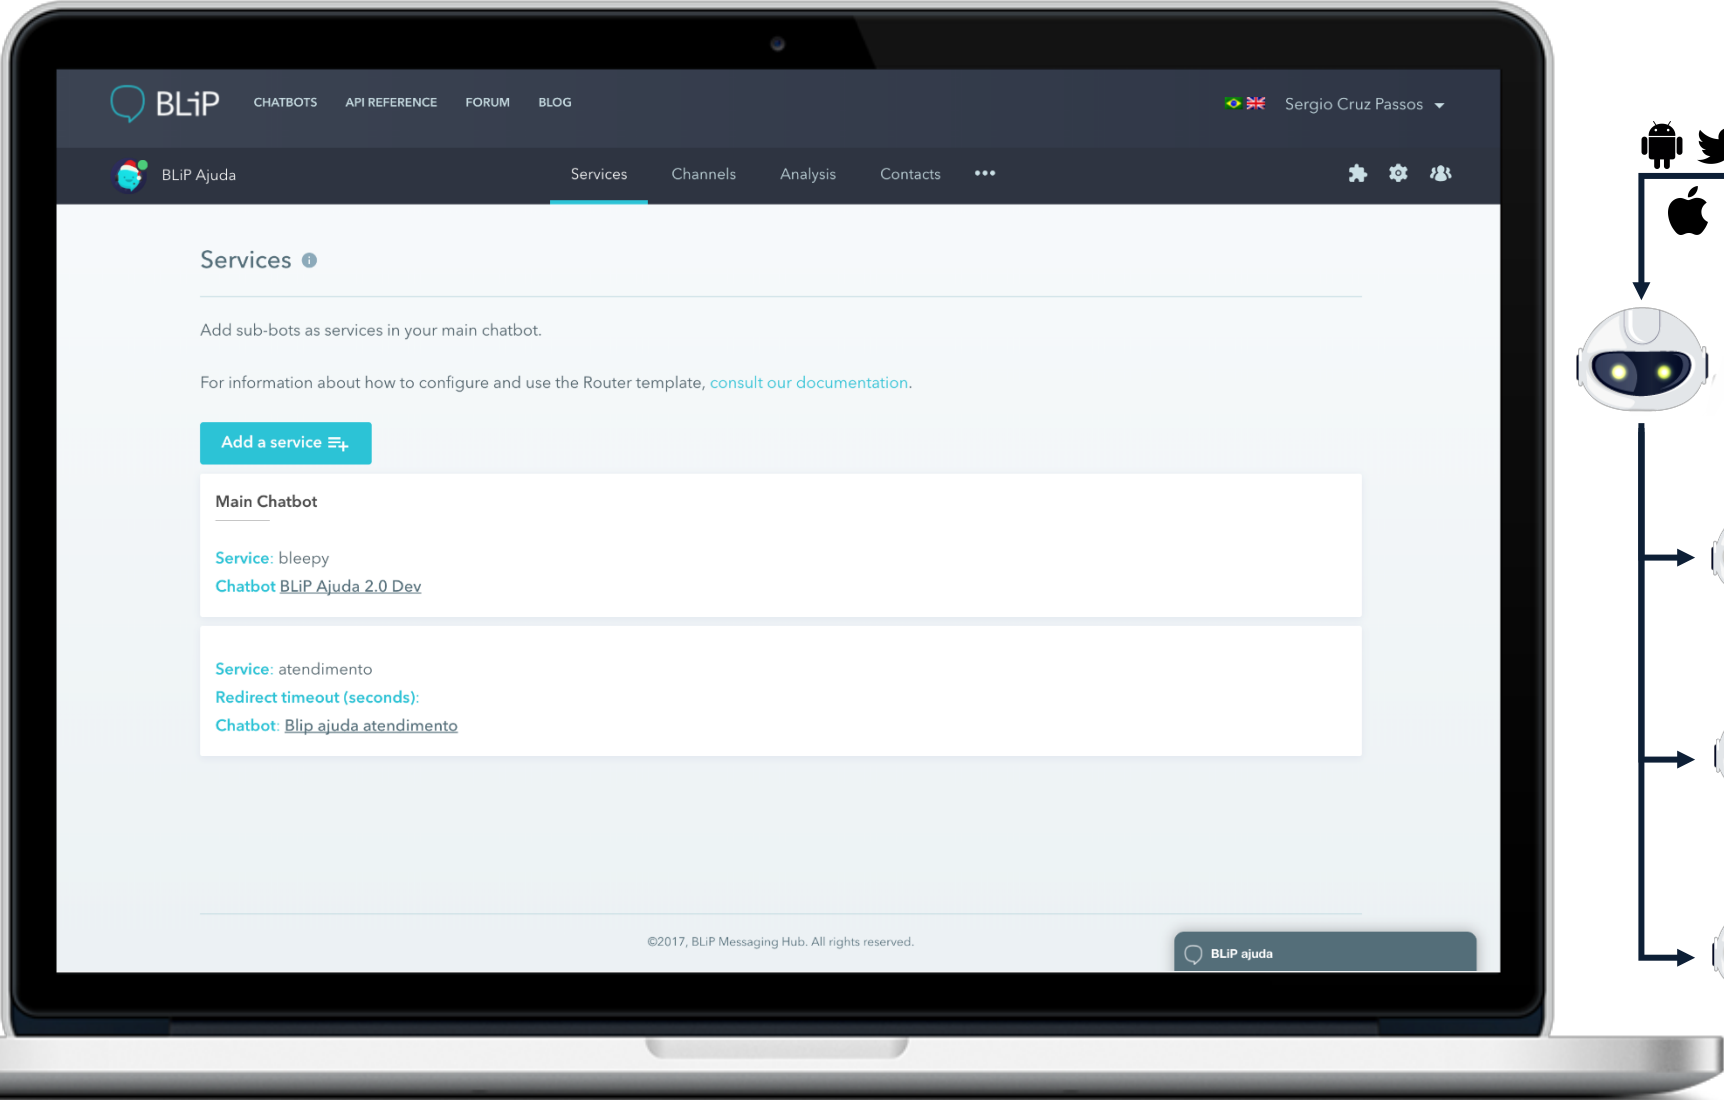 BLiP
CHATBOTS API REFERENCE FORUM BLOG
Sergio Cruz Passos
BLiP Ajuda
Services Channels Analysis Contacts
Services
Add sub-bots as services in your main chatbot.
For information about how to configure and use the Router template, consult our documentation.
Add a service
Main Chatbot
Service: bleepy
Chatbot BLiP Ajuda 2.0 Dev
Service: atendimento
Redirect timeout (seconds):
Chatbot: Blip ajuda atendimento
©2017, BLiP Messaging Hub. All rights reserved.
BLiP ajuda